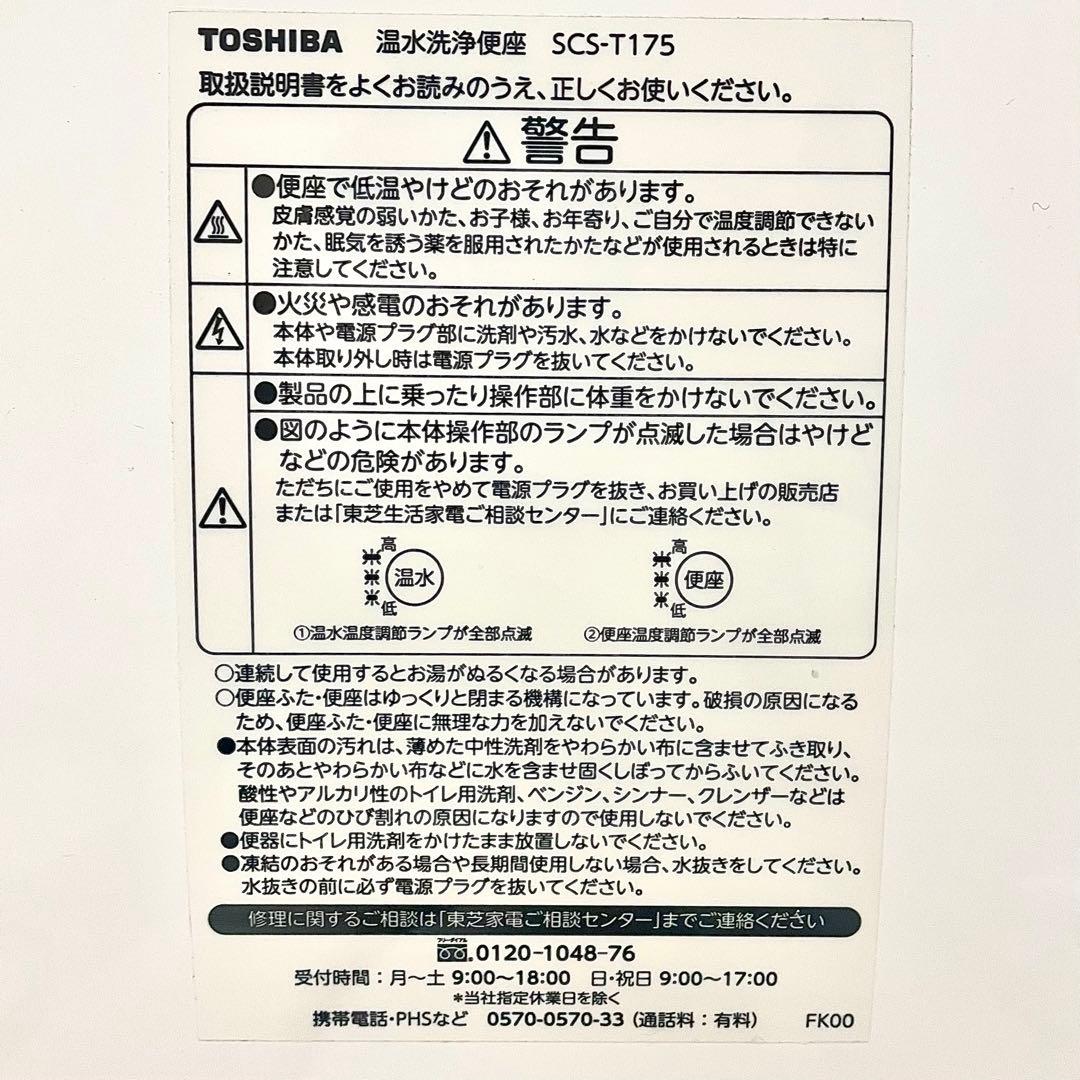 TOSHIBA 温水洗浄便座 SCS-T175
取扱説明書をよくお読みのうえ、正しくお使いください。
警告
●便座で低温やけどのおそれがあります。
皮膚感覚の弱いかた、お子様、お年寄り、ご自分で温度調節できない
かた、眠気を誘う薬を服用されたかたなどが使用されるときは特に
注意してください。
●火災や感電のおそれがあります。
本体や電源プラグ部に洗剤や汚水、水などをかけないでください。
本体取り外し時は電源プラグを抜いてください。
●製品の上に乗ったり操作部に体重をかけないでください。
●図のように本体操作部のランプが点滅した場合はやけど
などの危険があります。
ただちにご使用をやめて電源プラグを抜き、お買い上げの販売店
または「東芝生活家電ご相談センター」にご連絡ください。
高
温水
低
①温水温度調節ランプが全部点滅
高
便座
低
②便座温度調節ランプが全部点滅
○連続して使用するとお湯がぬるくなる場合があります。
○便座ふた・便座はゆっくりと閉まる機構になっています。破損の原因になる
ため、便座ふた・便座に無理な力を加えないでください。
●本体表面の汚れは、薄めた中性洗剤をやわらかい布に含ませてふき取り、
そのあとやわらかい布などに水を含ませ固くしぼってからふいてください。
酸性やアルカリ性のトイレ用洗剤、ベンジン、シンナー、クレンザーなどは
便座などのひび割れの原因になりますので使用しないでください。
●便器にトイレ用洗剤をかけたまま放置しないでください。
●凍結のおそれがある場合や長期間使用しない場合、水抜きをしてください。
水抜きの前に必ず電源プラグを抜いてください。
修理に関するご相談は「東芝家電ご相談センター」までご連絡ください
フリーダイヤル 0120-1048-76
受付時間：月～土 9:00～18:00 日・祝日 9:00～17:00
*当社指定休業日を除く
携帯電話・PHSなど 0570-0570-33（通話料：有料） FK00